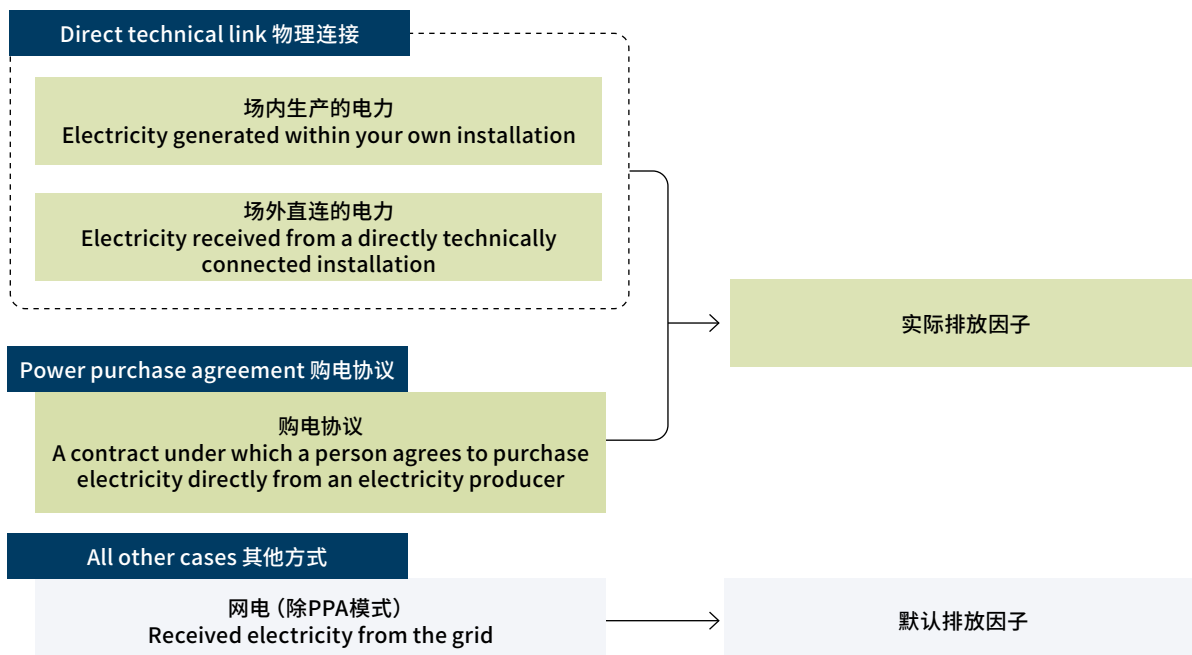 Direct technical link 物理连接
场内生产的电力
Electricity generated within your own installation
场外直连的电力
Electricity received from a directly technically
connected installation
实际排放因子
Power purchase agreement 购电协议
购电协议
A contract under which a person agrees to purchase
electricity directly from an electricity producer
All other cases 其他方式
网电（除PPA模式）
Received electricity from the grid
默认排放因子